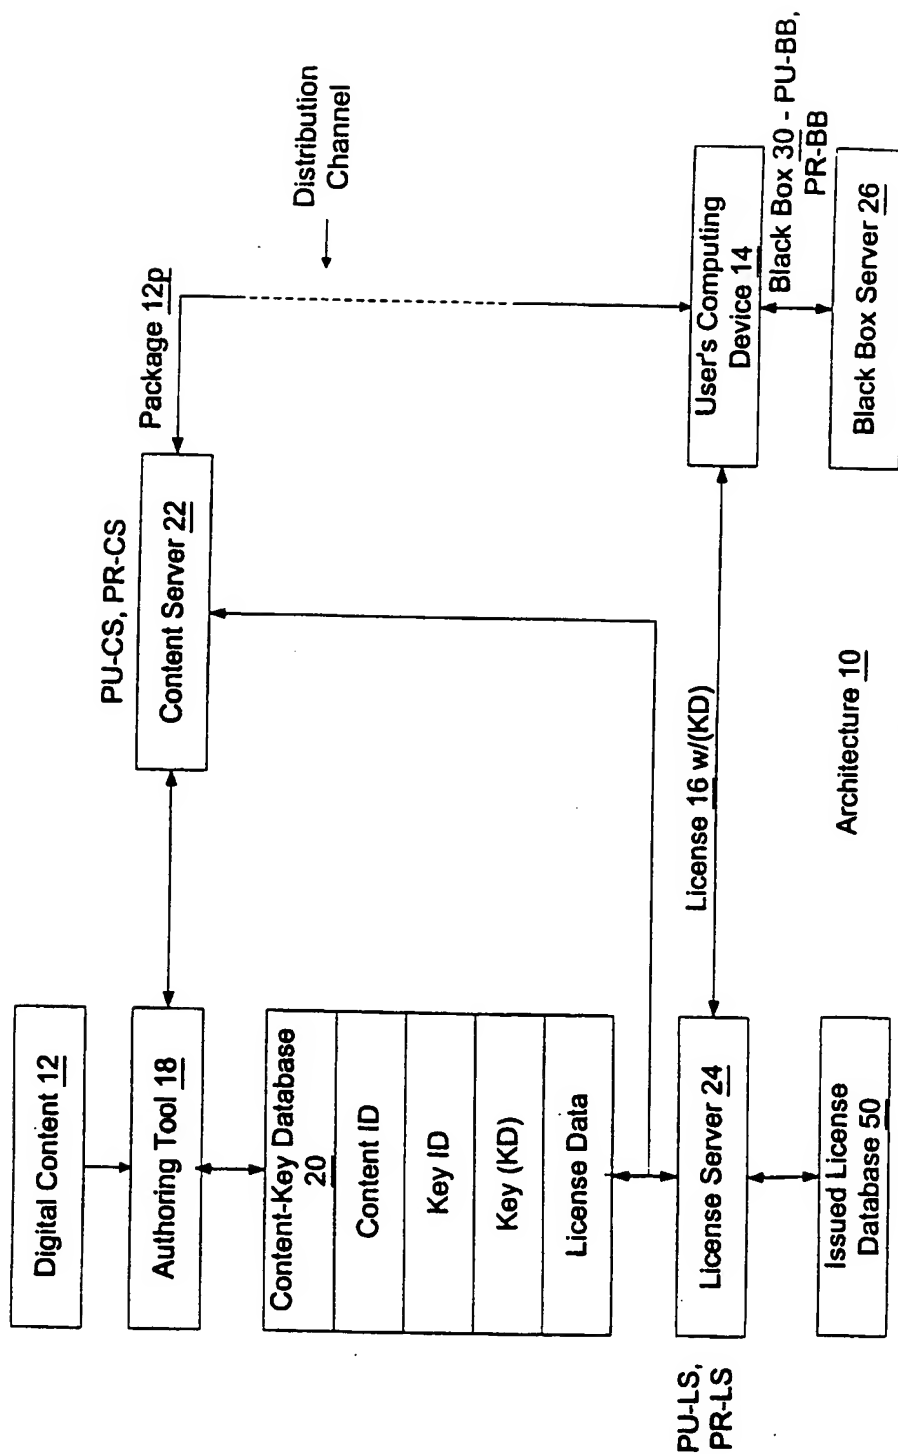 Digital Content 12
Authoring Tool 18
Content-Key Database
20
Content ID
Key ID
Key (KD)
License Data
PU-LS,
PR-LS
License Server 24
Issued License
Database 50
PU-CS, PR-CS
Content Server 22
Package 12p
Distribution
Channel
License 16 w/(KD)
User's Computing
Device 14
Black Box 30 - PU-BB,
PR-BB
Black Box Server 26
Architecture 10